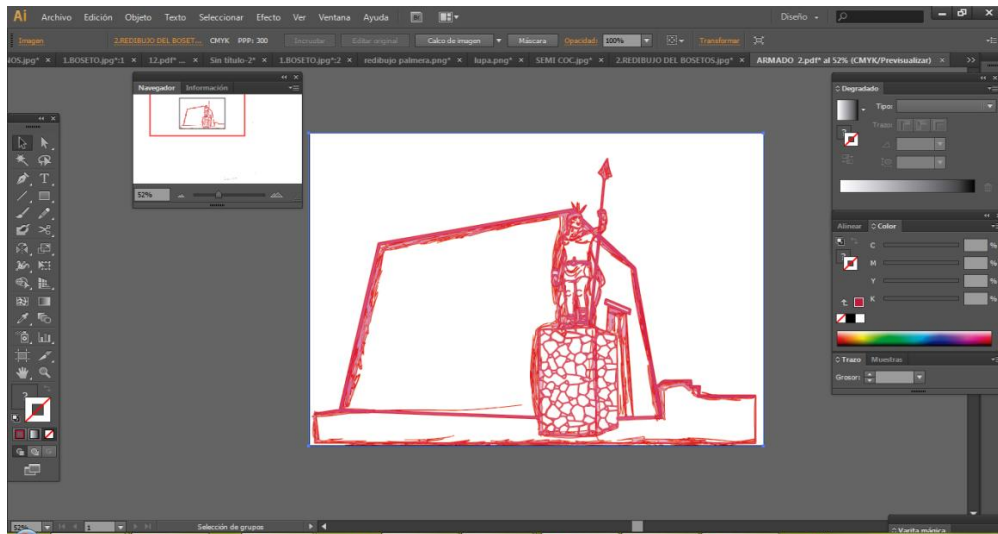 Ai Archivo Edición Objeto Texto Seleccionar Efecto Ver Ventana Ayuda Br Diseño
Imagen 2.REDIBUJO DEL BOSET... CMYK PPP: 300 Incrustar Editar original Calco de imagen Máscara Opacidad: 100% Transformar
NOS.jpg* × 1.BOSETO.jpg*:1 × 12.pdf* ... × Sin título-2* × 1.BOSETO.jpg*:2 × redibujo palmera.png* × lupa.png* × SEMI COC.jpg* × 2.REDIBUJO DEL BOSETOS.jpg* × ARMADO 2.pdf* al 52% (CMYK/Previsualizar) ×
Navegador Información
52%
Degradado
Tipo:
Trazo:
Alinear Color
C %
M %
Y %
K %
Trazo Muestras
Grosor:
52% 1 Selección de grupos
Varita mágica